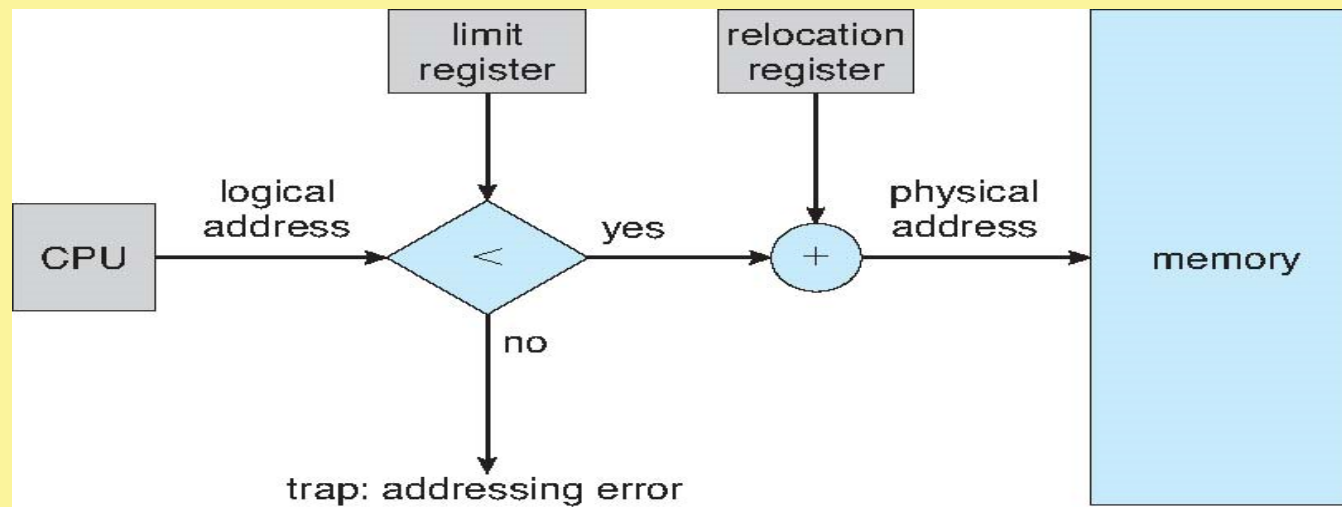 limit
register
relocation
register
logical
address
physical
address
CPU
<
yes
+
memory
no
trap: addressing error